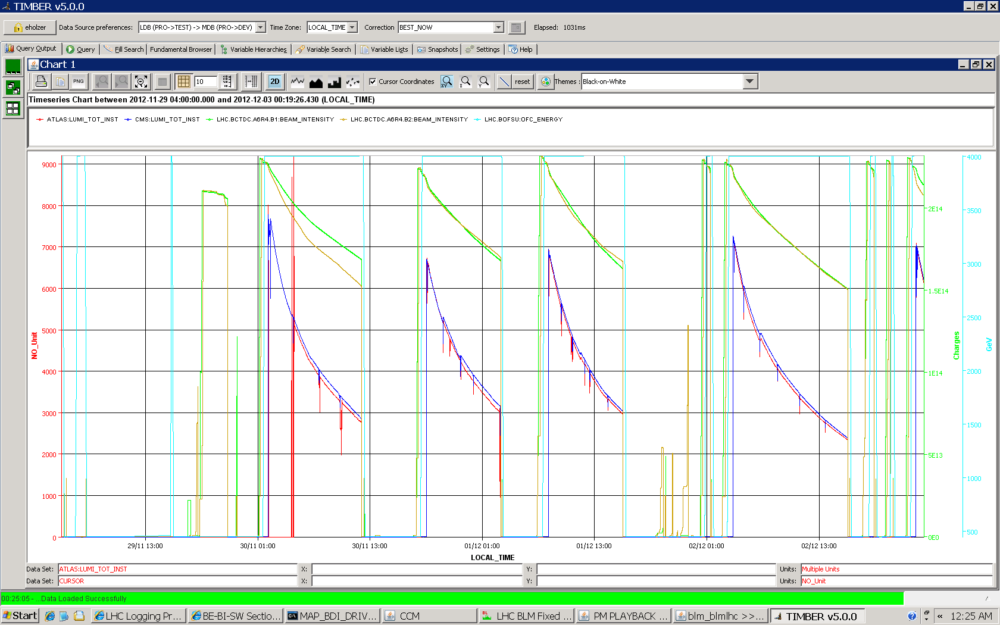 TIMBER v5.0.0
eholzer Data Source preferences: LDB (PRO->TEST) -> MDB (PRO->DEV) Time Zone: LOCAL_TIME Correction BEST_NOW Elapsed: 1031ms
Query Output Query Fill Search Fundamental Browser Variable Hierarchies Variable Search Variable Lists Snapshots Settings Help
Chart 1
PNG 10 2D Cursor Coordinates XY X Y reset Themes : Black-on-White
Timeseries Chart between 2012-11-29 04:00:00.000 and 2012-12-03 00:19:26.430 (LOCAL_TIME)
ATLAS:LUMI_TOT_INST CMS:LUMI_TOT_INST LHC.BCTDC.A6R4.B1:BEAM_INTENSITY LHC.BCTDC.A6R4.B2:BEAM_INTENSITY LHC.BOFSU:OFC_ENERGY
9000 4000
8000 2E14 3500
7000 3000
6000 1.5E14
5000 2500
NO_Unit Charges GeV
4000 1E14 2000
3000 1500
2000 5E13
1000 1000
0 0E0 500
29/11 13:00 30/11 01:00 30/11 13:00 01/12 01:00 01/12 13:00 02/12 01:00 02/12 13:00
LOCAL_TIME
Data Set: ATLAS:LUMI_TOT_INST X: Y: Units: Multiple Units
Data Set: CURSOR X: Y: Units: NO_Unit
00:25:05 - ...Data Loaded Successfully
Start LHC Logging Pr... BE-BI-SW Sectio... MAP_BDI_DRIV... CCM LHC BLM Fixed ... PM PLAYBACK ... blm_blmlhc >>... TIMBER v5.0.0 « 12:25 AM